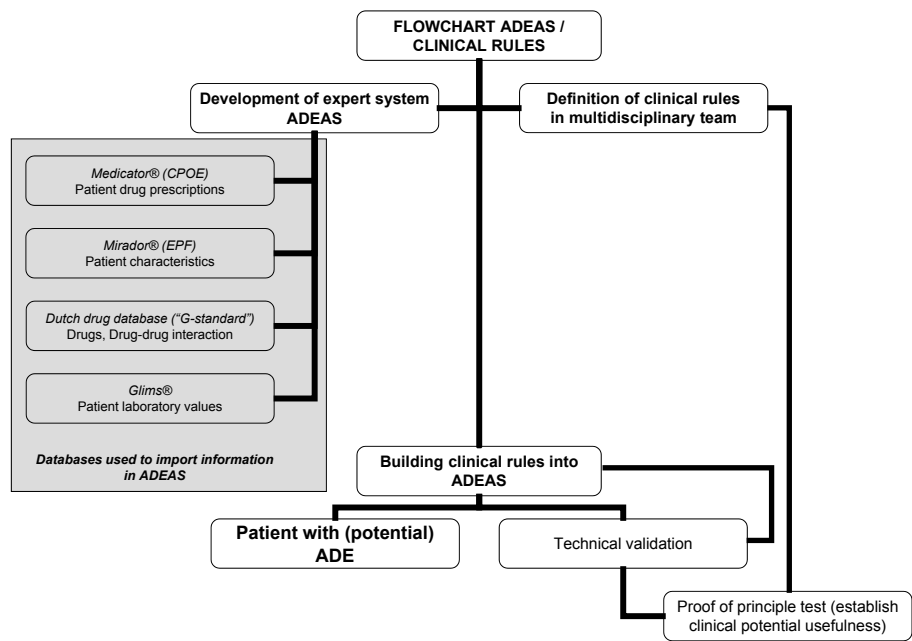 FLOWCHART ADEAS /
CLINICAL RULES
Development of expert system
ADEAS
Definition of clinical rules
in multidisciplinary team
Medicator® (CPOE)
Patient drug prescriptions
Mirador® (EPF)
Patient characteristics
Dutch drug database (“G-standard”)
Drugs, Drug-drug interaction
Glims®
Patient laboratory values
Databases used to import information
in ADEAS
Building clinical rules into
ADEAS
Patient with (potential)
ADE
Technical validation
Proof of principle test (establish
clinical potential usefulness)